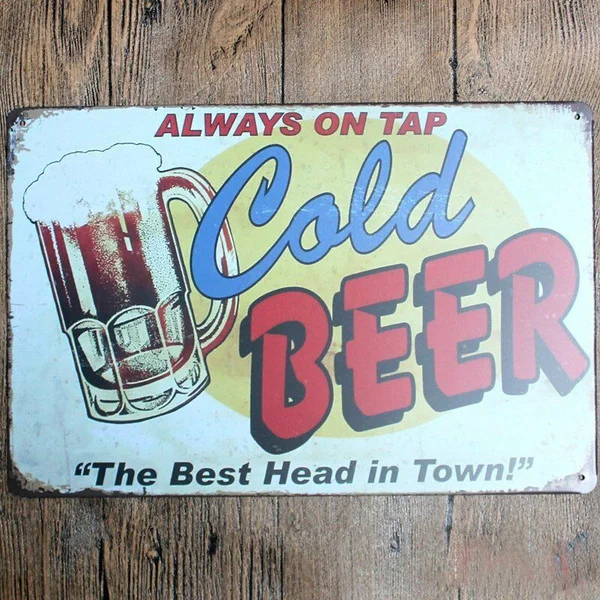 ALWAYS ON TAP
Cold
BEER
“The Best Head in Town!”